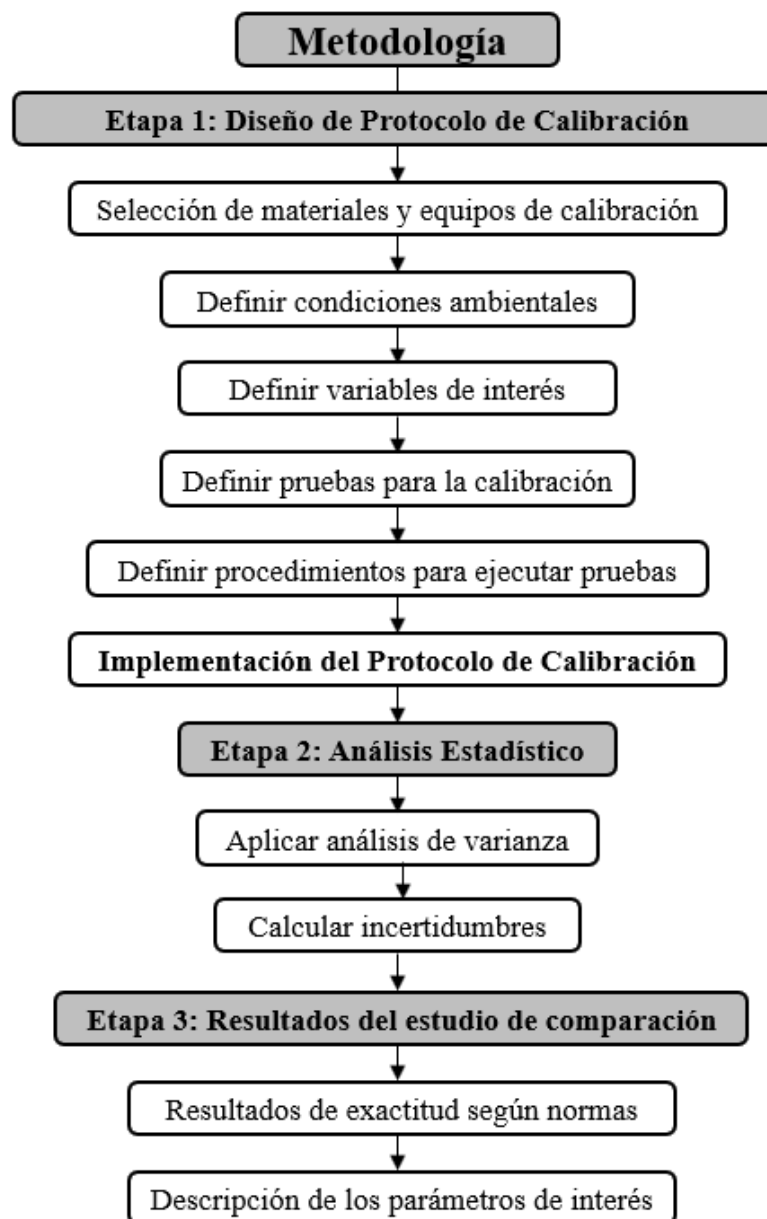 Metodología
Etapa 1: Diseño de Protocolo de Calibración
Selección de materiales y equipos de calibración
Definir condiciones ambientales
Definir variables de interés
Definir pruebas para la calibración
Definir procedimientos para ejecutar pruebas
Implementación del Protocolo de Calibración
Etapa 2: Análisis Estadístico
Aplicar análisis de varianza
Calcular incertidumbres
Etapa 3: Resultados del estudio de comparación
Resultados de exactitud según normas
Descripción de los parámetros de interés